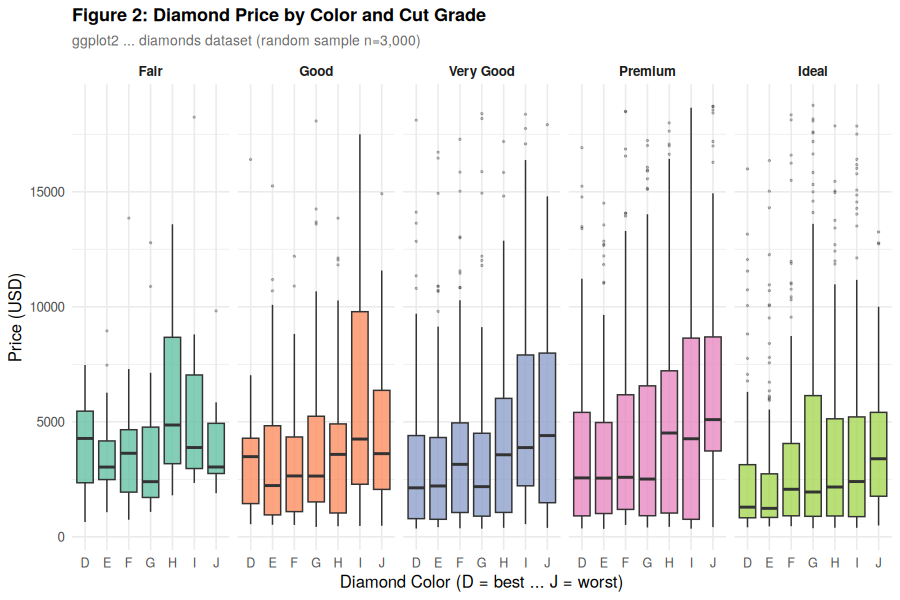 Figure 2: Diamond Price by Color and Cut Grade
ggplot2 ... diamonds dataset (random sample n=3,000)
Fair Good Very Good Premium Ideal
Price (USD)
15000
10000
5000
0
D E F G H I J D E F G H I J D E F G H I J D E F G H I J D E F G H I J
Diamond Color (D = best ... J = worst)